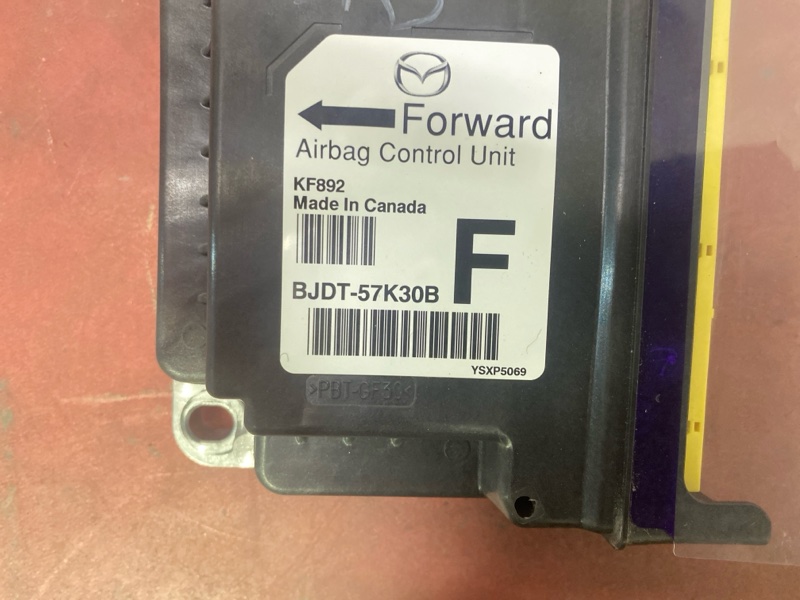 Forward
Airbag Control Unit
KF892
Made In Canada
F
BJDT-57K30B
YSXP5069
>PBT-GF30<